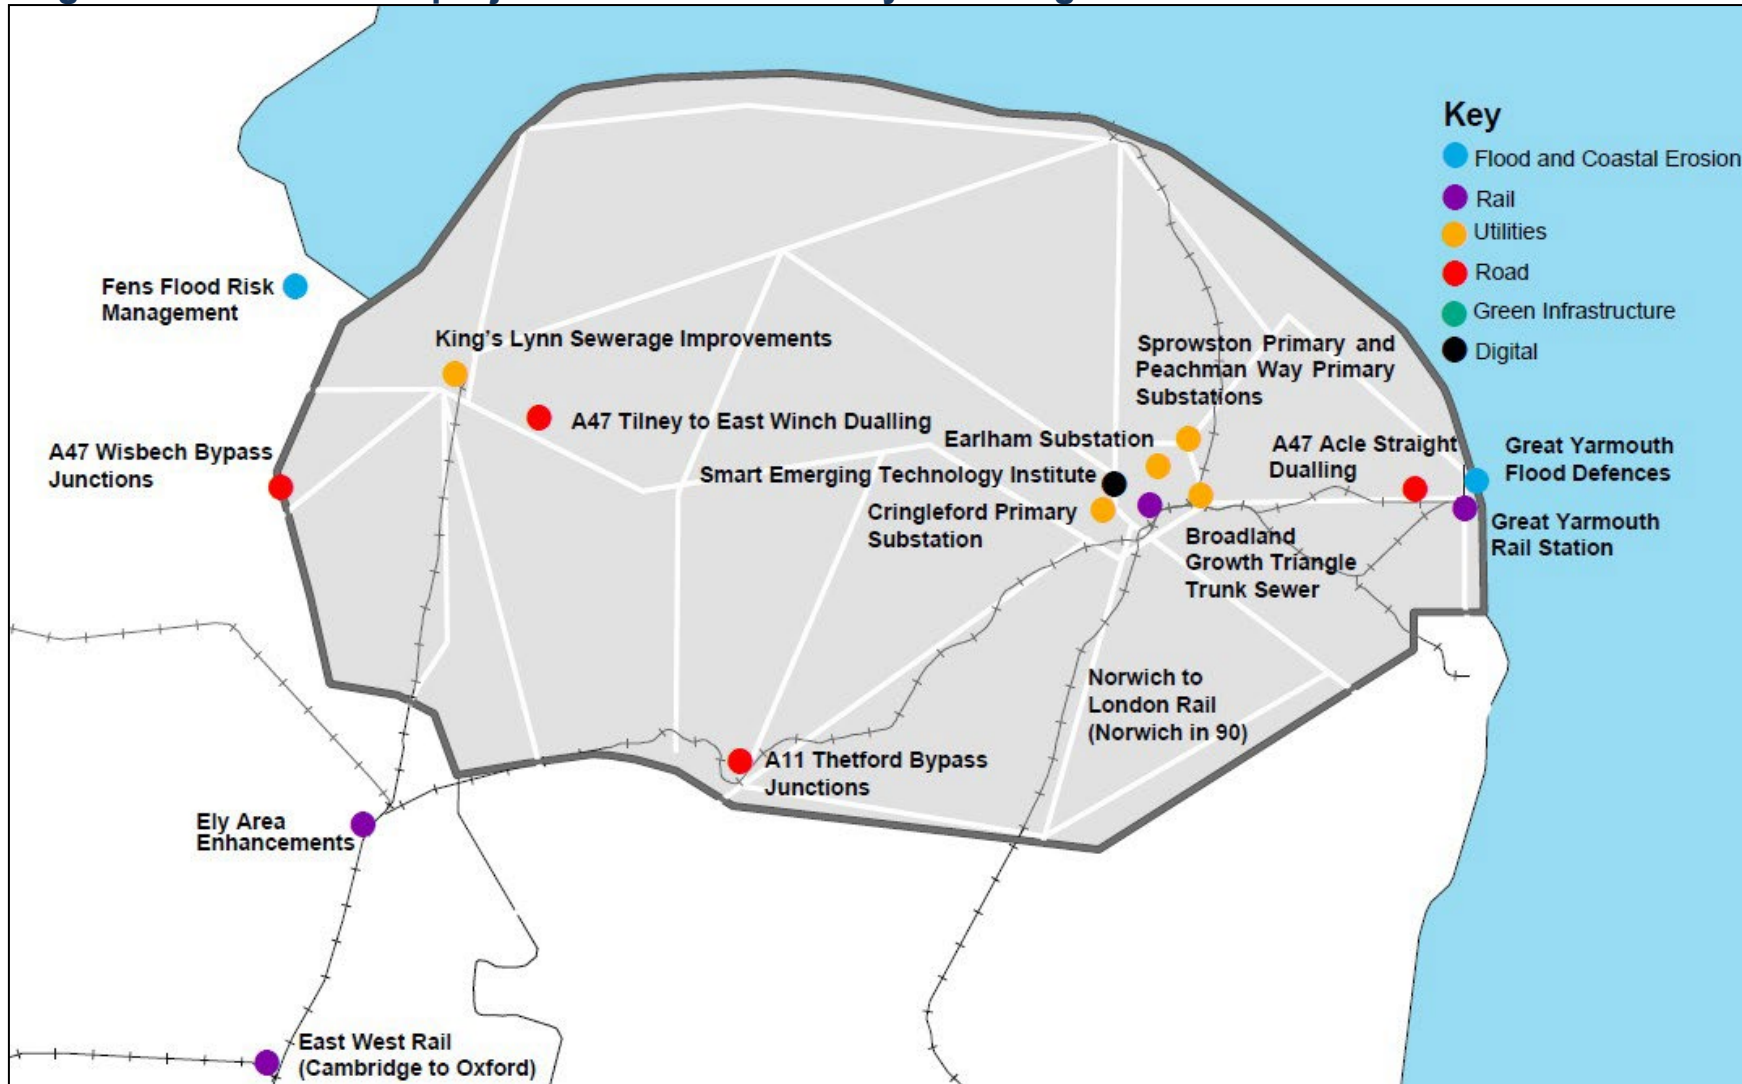 Key
Flood and Coastal Erosion
Rail
Utilities
Road
Green Infrastructure
Digital
Fens Flood Risk
Management
King's Lynn Sewerage Improvements
Sprowston Primary and
Peachman Way Primary
Substations
A47 Tilney to East Winch Dualling
A47 Wisbech Bypass
Junctions
Earlham Substation
A47 Acle Straight
Dualling
Great Yarmouth
Flood Defences
Smart Emerging Technology Institute
Cringleford Primary
Substation
Great Yarmouth
Rail Station
Broadland
Growth Triangle
Trunk Sewer
Norwich to
London Rail
(Norwich in 90)
A11 Thetford Bypass
Junctions
Ely Area
Enhancements
East West Rail
(Cambridge to Oxford)